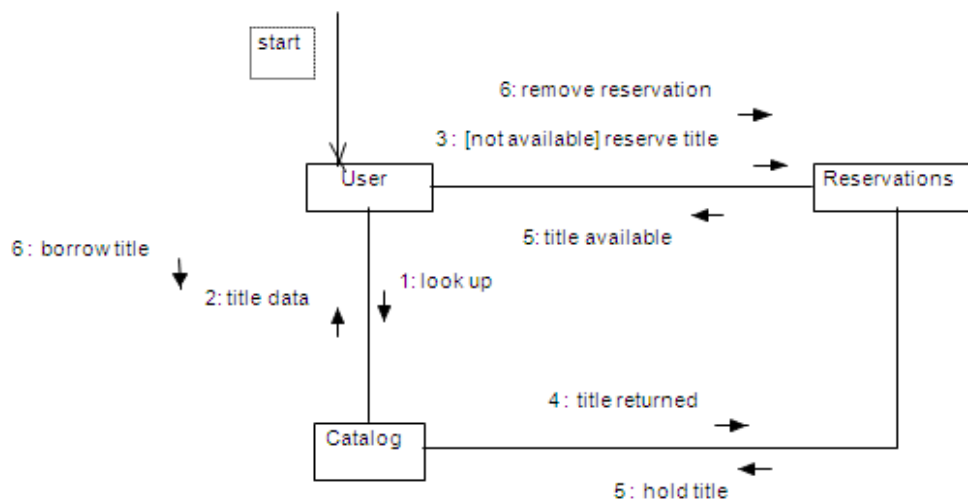 start
6: remove reservation
3: [not available] reserve title
User
Reservations
5: title available
6: borrow title
1: look up
2: title data
4: title returned
Catalog
5: hold title